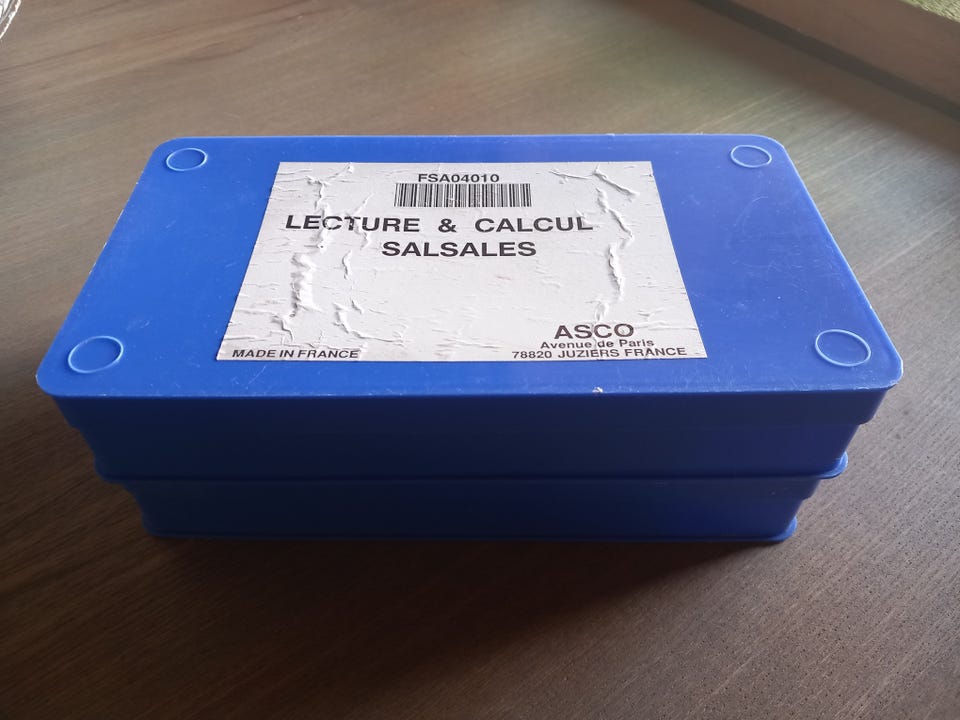 FSA04010
LECTURE & CALCUL
SALSALES
ASCO
Avenue de Paris
MADE IN FRANCE
78820 JUZIERS FRANCE